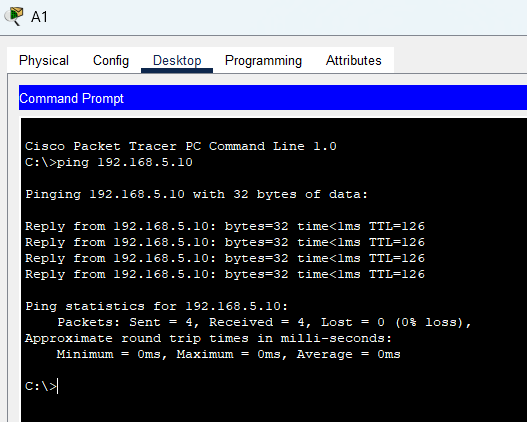 A1
Physical Config Desktop Programming Attributes
Command Prompt
Cisco Packet Tracer PC Command Line 1.0
C:\>ping 192.168.5.10
Pinging 192.168.5.10 with 32 bytes of data:
Reply from 192.168.5.10: bytes=32 time<1ms TTL=126
Reply from 192.168.5.10: bytes=32 time<1ms TTL=126
Reply from 192.168.5.10: bytes=32 time<1ms TTL=126
Reply from 192.168.5.10: bytes=32 time<1ms TTL=126
Ping statistics for 192.168.5.10:
Packets: Sent = 4, Received = 4, Lost = 0 (0% loss),
Approximate round trip times in milli-seconds:
Minimum = 0ms, Maximum = 0ms, Average = 0ms
C:\>